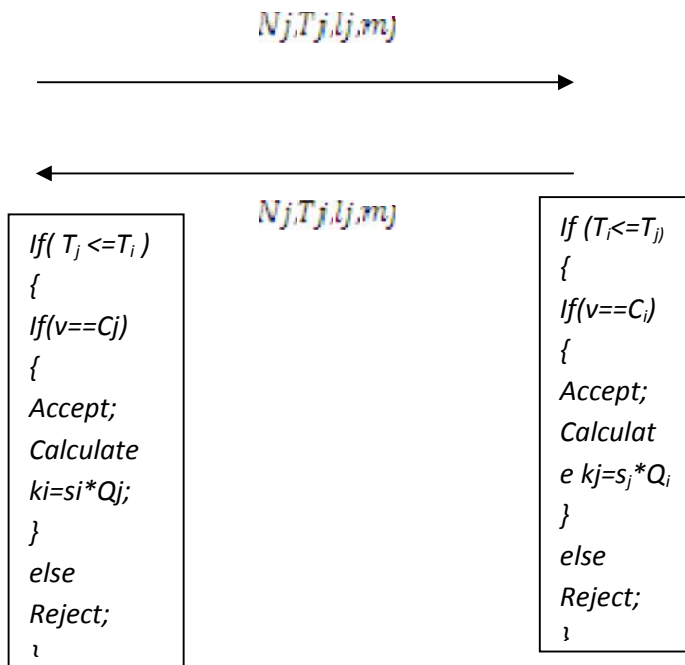 Nj,Tj,lj,mj
Nj,Tj,lj,mj
If( Tj <=Ti )
{
If(v==Cj)
{
Accept;
Calculate
ki=si*Qj;
}
else
Reject;
}
If (Ti<=Tj)
{
If(v==Ci)
{
Accept;
Calculat
e kj=sj*Qi
}
else
Reject;
}